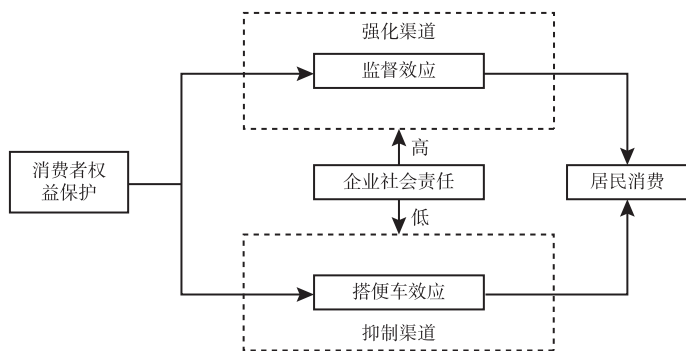 强化渠道
监督效应
高
消费者权
益保护
企业社会责任
居民消费
低
搭便车效应
抑制渠道